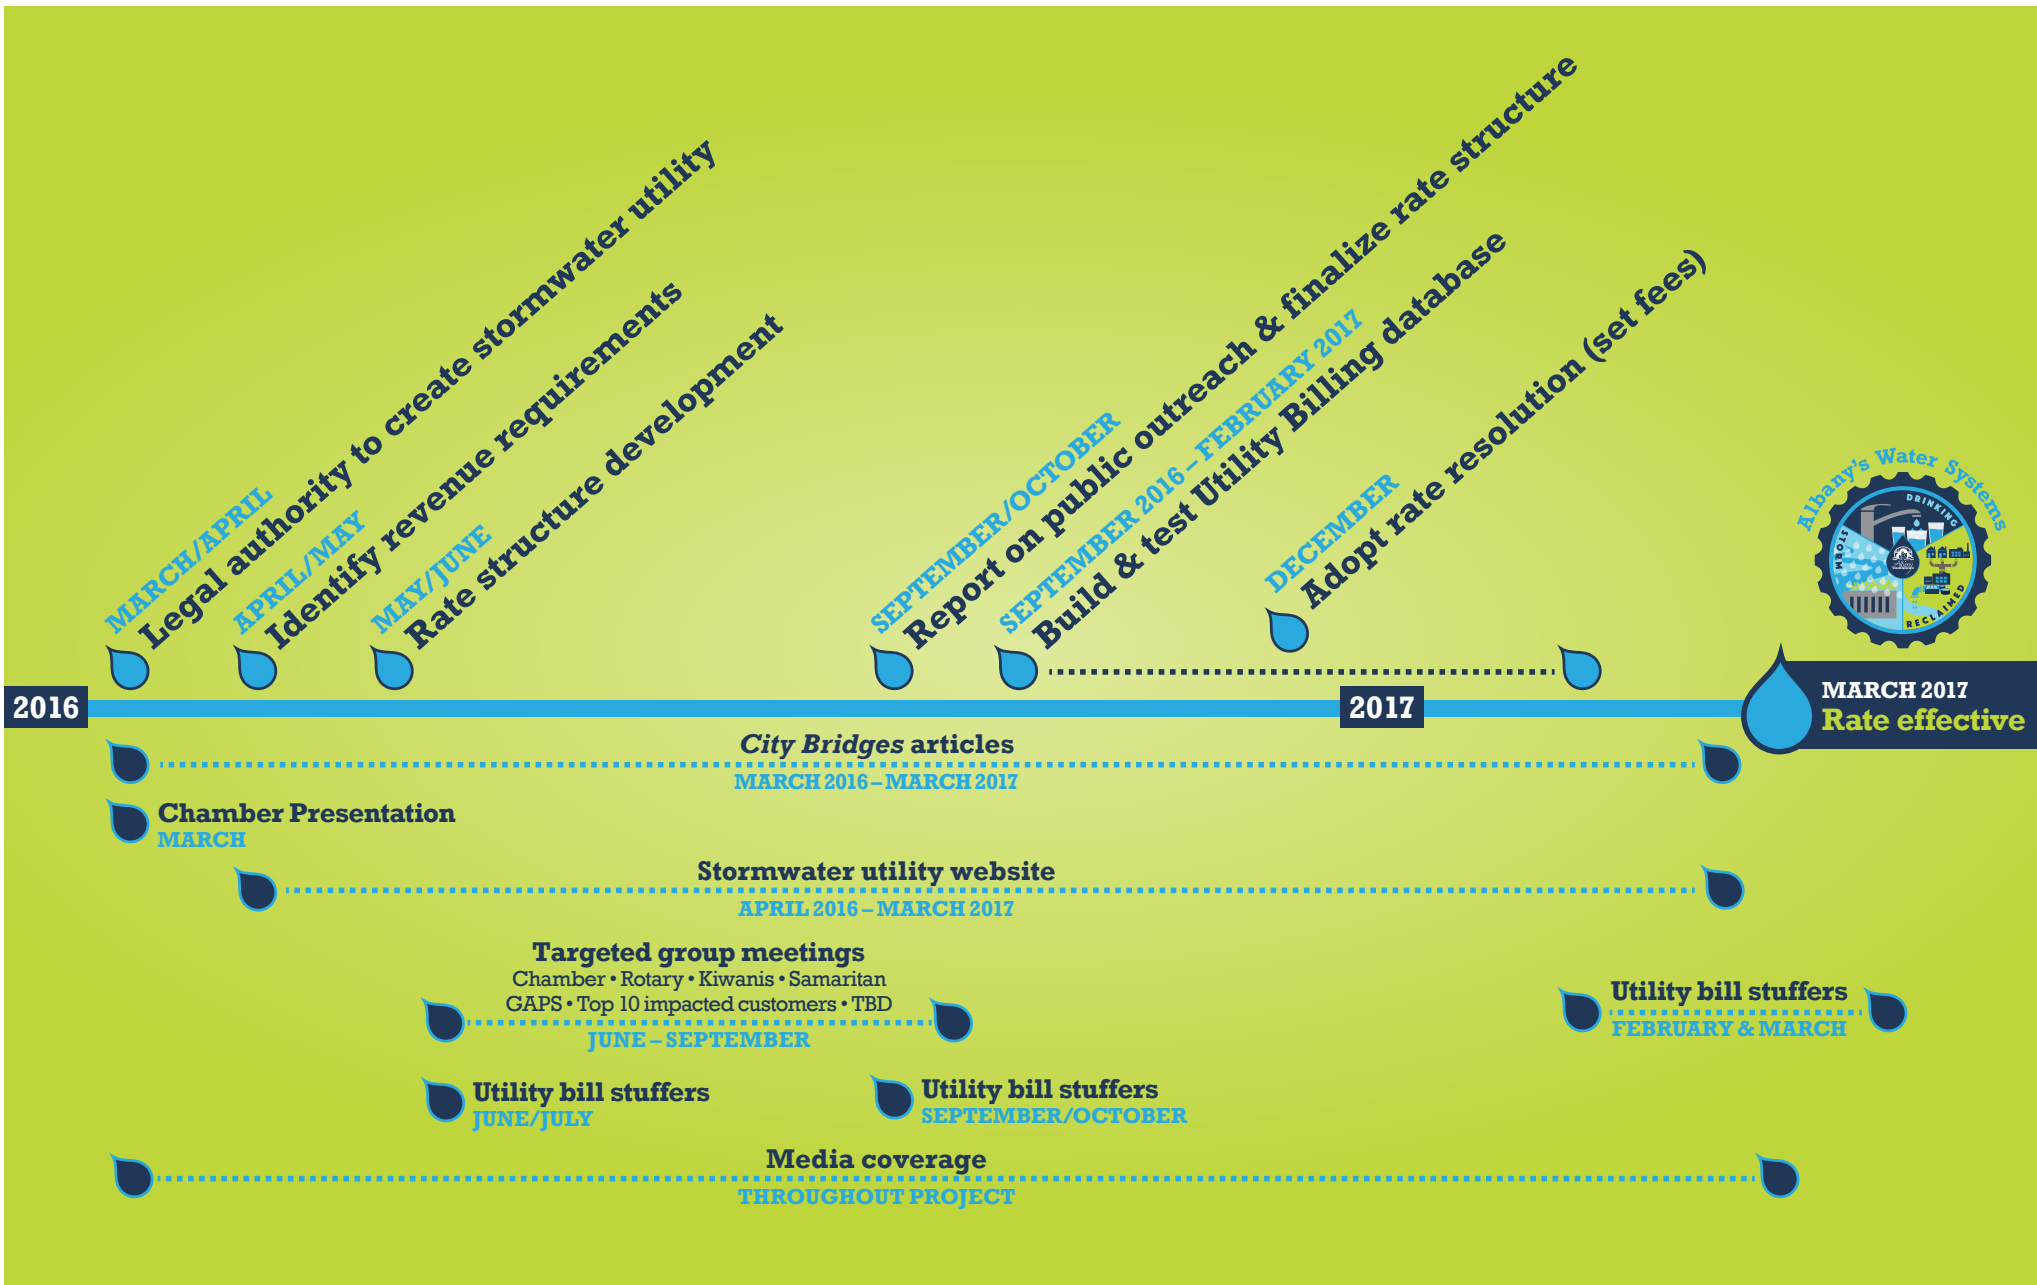 MARCH/APRIL
Legal authority to create stormwater utility
APRIL/MAY
Identify revenue requirements
MAY/JUNE
Rate structure development
SEPTEMBER/OCTOBER
Report on public outreach & finalize rate structure
SEPTEMBER 2016 – FEBRUARY 2017
Build & test Utility Billing database
DECEMBER
Adopt rate resolution (set fees)
Albany's Water Systems
DRINKING
STORM
RECLAIMED
2016
2017
MARCH 2017
Rate effective
City Bridges articles
MARCH 2016 – MARCH 2017
Chamber Presentation
MARCH
Stormwater utility website
APRIL 2016 – MARCH 2017
Targeted group meetings
Chamber • Rotary • Kiwanis • Samaritan
GAPS • Top 10 impacted customers • TBD
JUNE – SEPTEMBER
Utility bill stuffers
FEBRUARY & MARCH
Utility bill stuffers
JUNE/JULY
Utility bill stuffers
SEPTEMBER/OCTOBER
Media coverage
THROUGHOUT PROJECT